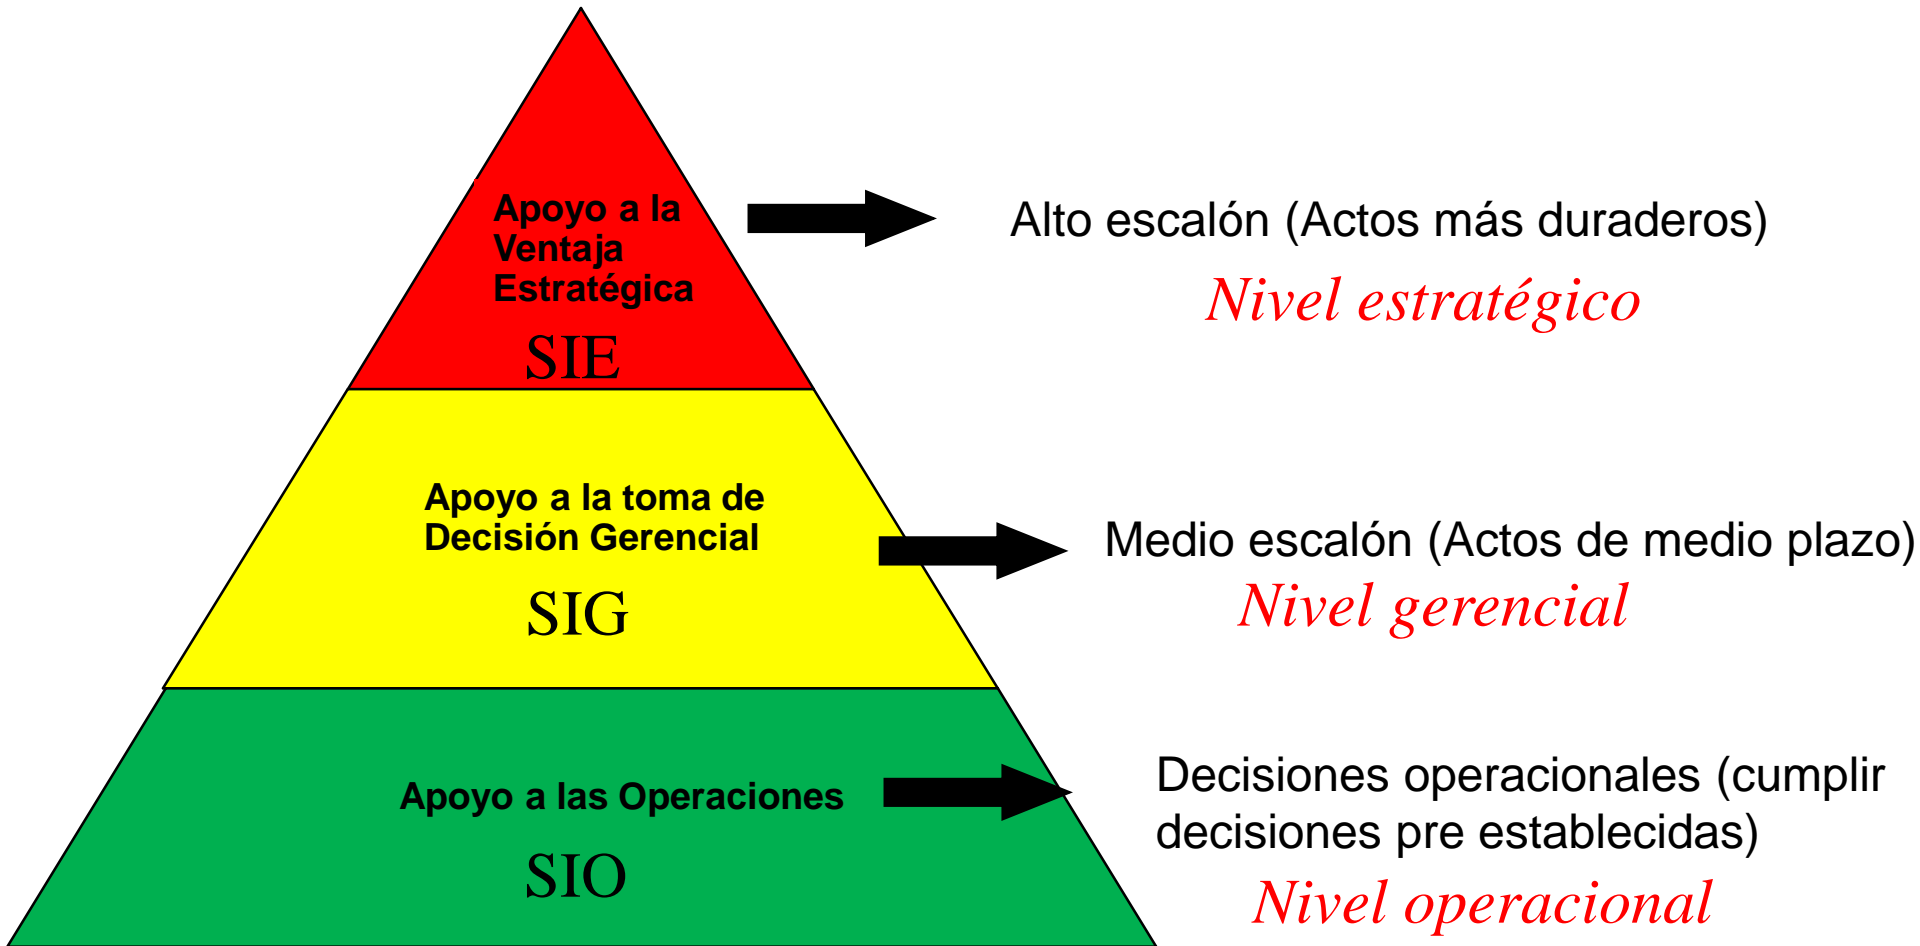 Apoyo a la
Ventaja
Estratégica
SIE
Alto escalón (Actos más duraderos)
Nivel estratégico
Apoyo a la toma de
Decisión Gerencial
SIG
Medio escalón (Actos de medio plazo)
Nivel gerencial
Apoyo a las Operaciones
SIO
Decisiones operacionales (cumplir
decisiones pre establecidas)
Nivel operacional